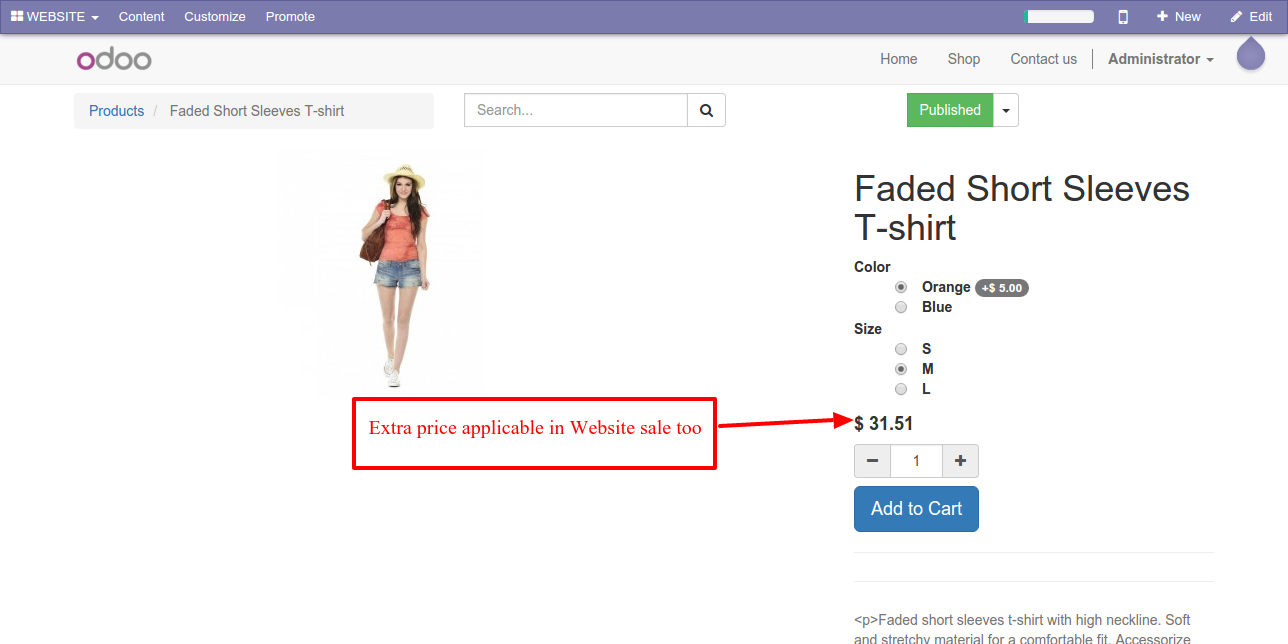 WEBSITE Content Customize Promote New Edit
odoo Home Shop Contact us Administrator
Products / Faded Short Sleeves T-shirt Search... Published
Faded Short Sleeves
T-shirt
Color
Orange +$ 5.00
Blue
Size
S
M
L
Extra price applicable in Website sale too
$ 31.51
1
Add to Cart
<p>Faded short sleeves t-shirt with high neckline. Soft
and stretchy material for a comfortable fit. Accessorize